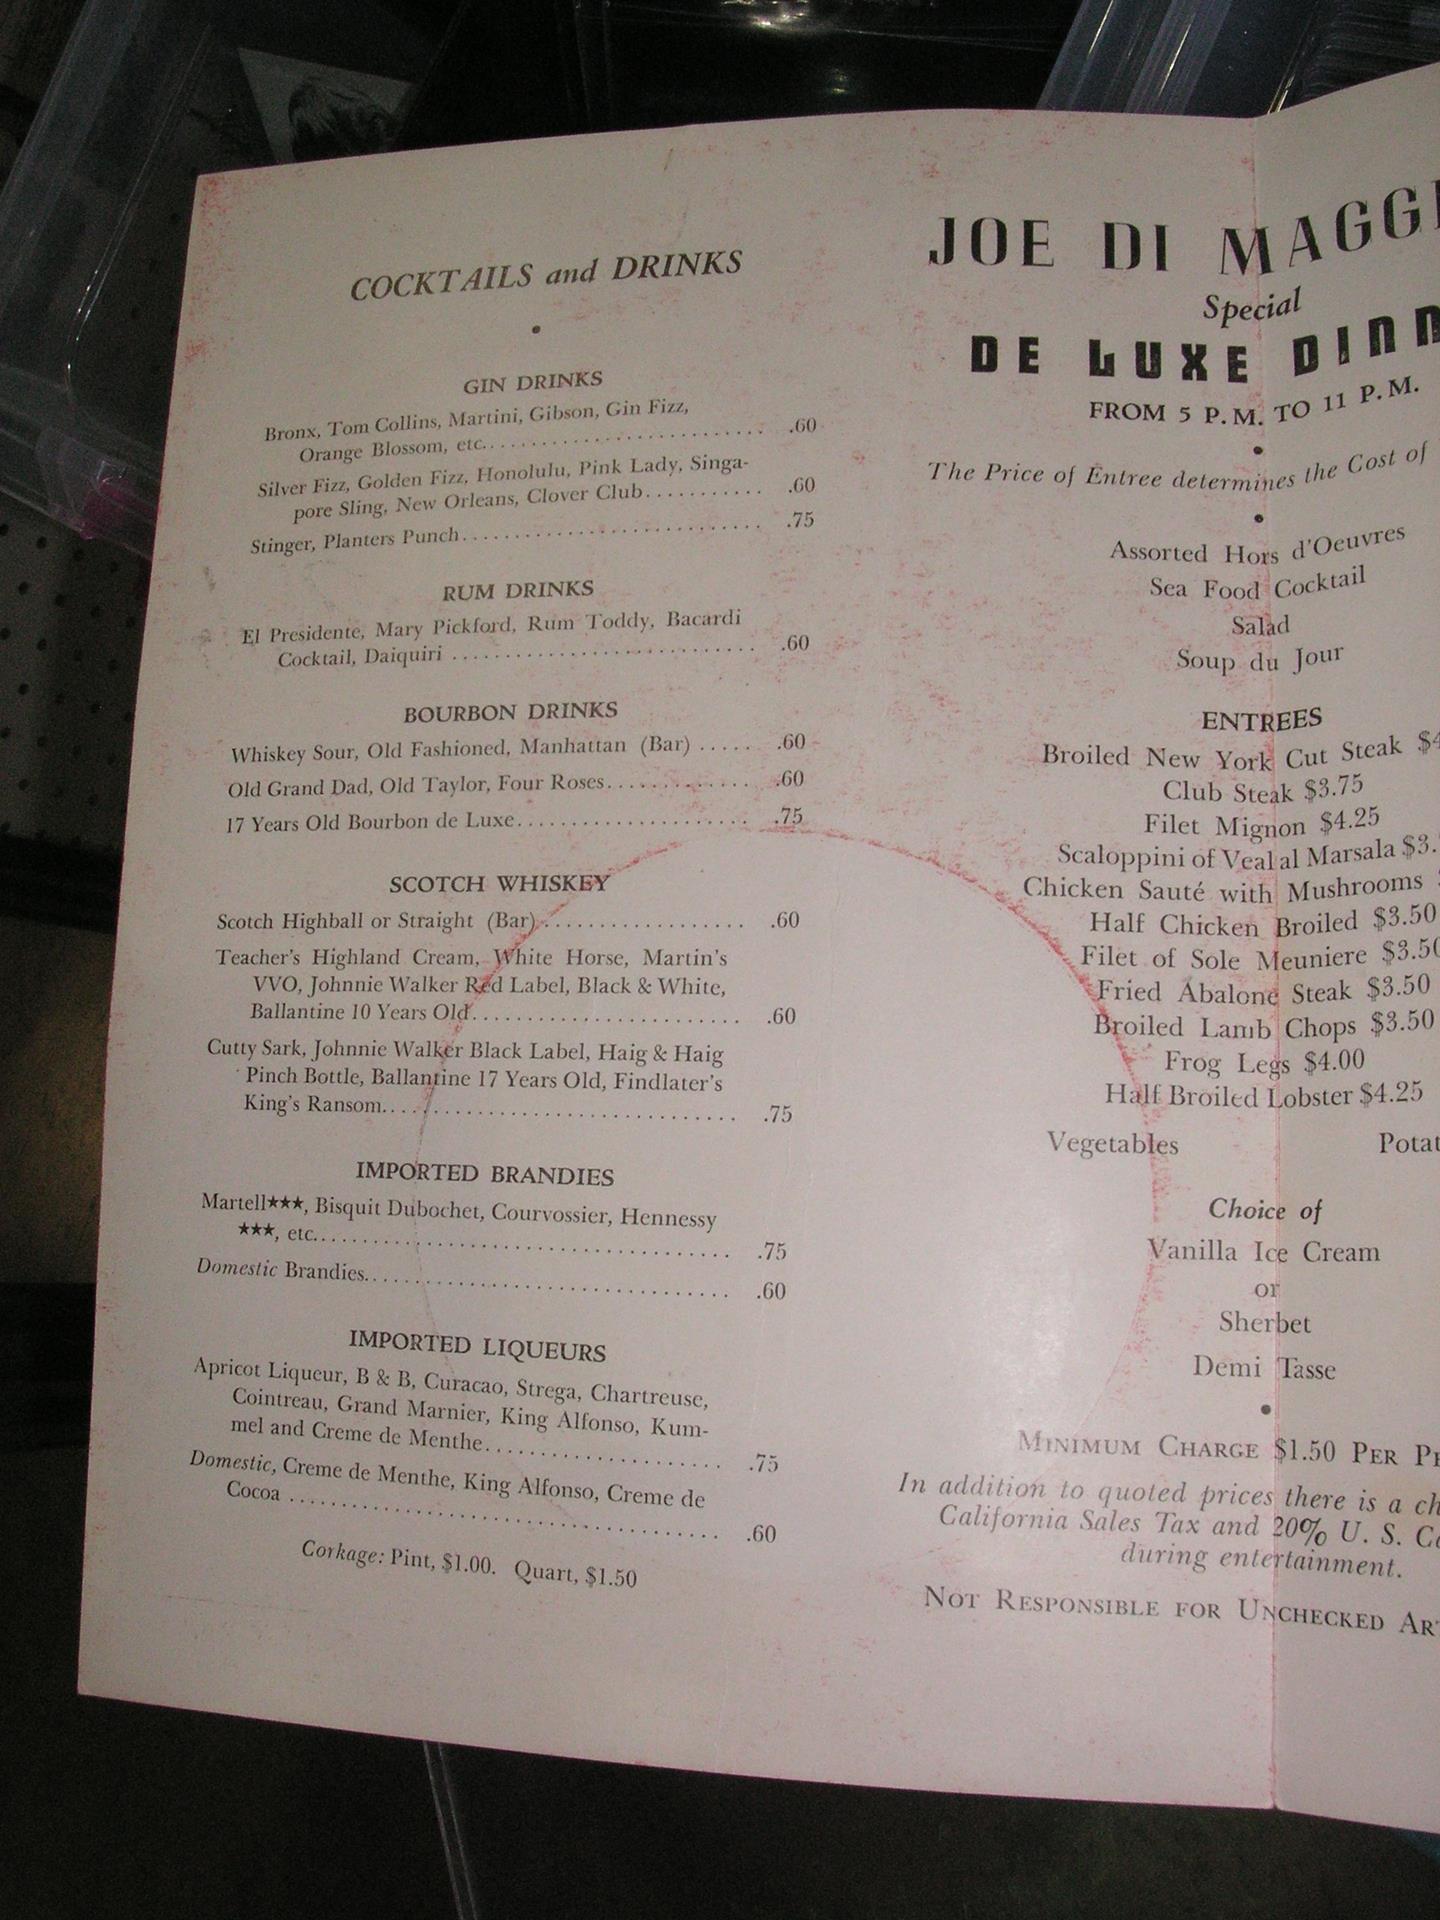 COCKTAILS and DRINKS
•
GIN DRINKS
Bronx, Tom Collins, Martini, Gibson, Gin Fizz,
Orange Blossom, etc............................ .60
Silver Fizz, Golden Fizz, Honolulu, Pink Lady, Singa-
pore Sling, New Orleans, Clover Club........... .60
Stinger, Planters Punch............................. .75
RUM DRINKS
El Presidente, Mary Pickford, Rum Toddy, Bacardi
Cocktail, Daiquiri ............................. .60
BOURBON DRINKS
Whiskey Sour, Old Fashioned, Manhattan (Bar) ..... .60
Old Grand Dad, Old Taylor, Four Roses.............. .60
17 Years Old Bourbon de Luxe...................... .75
SCOTCH WHISKEY
Scotch Highball or Straight (Bar).................... .60
Teacher's Highland Cream, White Horse, Martin's
VVO, Johnnie Walker Red Label, Black & White,
Ballantine 10 Years Old.......................... .60
Cutty Sark, Johnnie Walker Black Label, Haig & Haig
Pinch Bottle, Ballantine 17 Years Old, Findlater's
King's Ransom.................................. .75
IMPORTED BRANDIES
Martell★★★, Bisquit Dubochet, Courvossier, Hennessy
★★★, etc........................................ .75
Domestic Brandies................................... .60
IMPORTED LIQUEURS
Apricot Liqueur, B & B, Curacao, Strega, Chartreuse,
Cointreau, Grand Marnier, King Alfonso, Kum-
mel and Creme de Menthe....................... .75
Domestic, Creme de Menthe, King Alfonso, Creme de
Cocoa ......................................... .60
Corkage: Pint, $1.00. Quart, $1.50
JOE DI MAGGI
Special
DE LUXE DINN
FROM 5 P.M. TO 11 P.M.
•
The Price of Entree determines the Cost of
•
Assorted Hors d'Oeuvres
Sea Food Cocktail
Salad
Soup du Jour
ENTREES
Broiled New York Cut Steak $4
Club Steak $3.75
Filet Mignon $4.25
Scaloppini of Veal al Marsala $3.
Chicken Sauté with Mushrooms
Half Chicken Broiled $3.50
Filet of Sole Meuniere $3.50
Fried Abalone Steak $3.50
Broiled Lamb Chops $3.50
Frog Legs $4.00
Half Broiled Lobster $4.25
Vegetables Potat
Choice of
Vanilla Ice Cream
or
Sherbet
Demi Tasse
•
MINIMUM CHARGE $1.50 PER PE
In addition to quoted prices there is a ch
California Sales Tax and 20% U. S. Ca
during entertainment.
NOT RESPONSIBLE FOR UNCHECKED ART